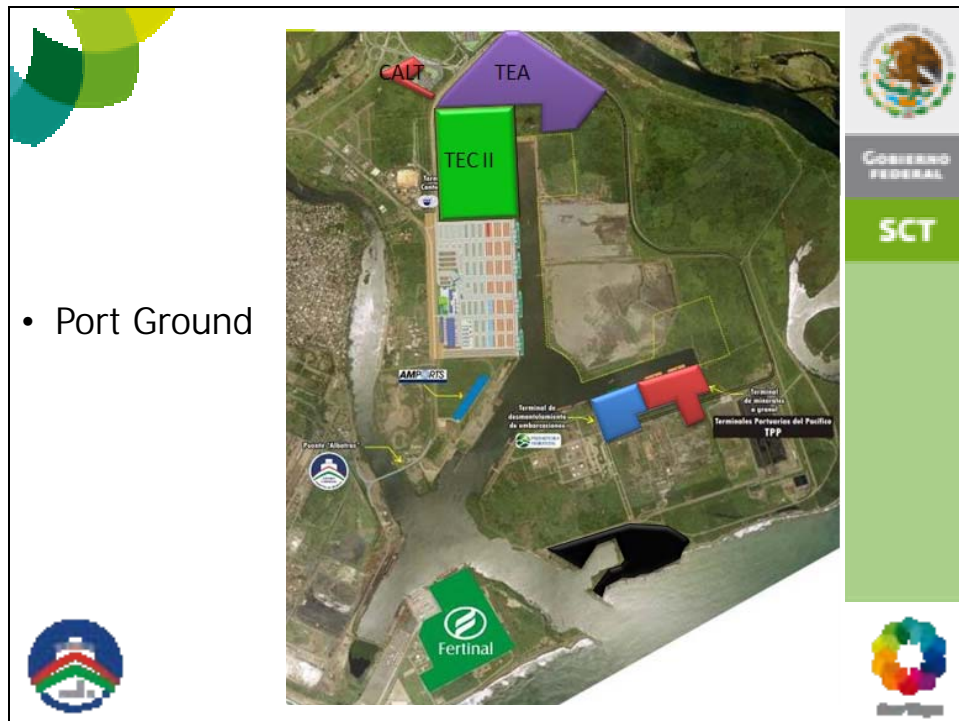 CALT
TEA
TEC II
GOBIERNO
FEDERAL
SCT
• Port Ground
AMPORTS
Terminal de
desmantelamiento
de embarcaciones
Terminal
de minerales
a granel
Terminales Portuarias del Pacífico
TPP
Puente Albatros
Fertinal